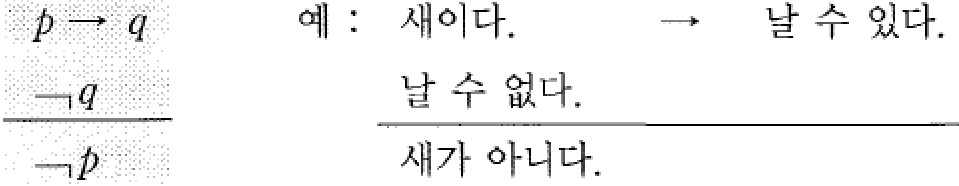 p → q 예 : 새이다. → 날 수 있다.
¬q 날 수 없다.
¬p 새가 아니다.